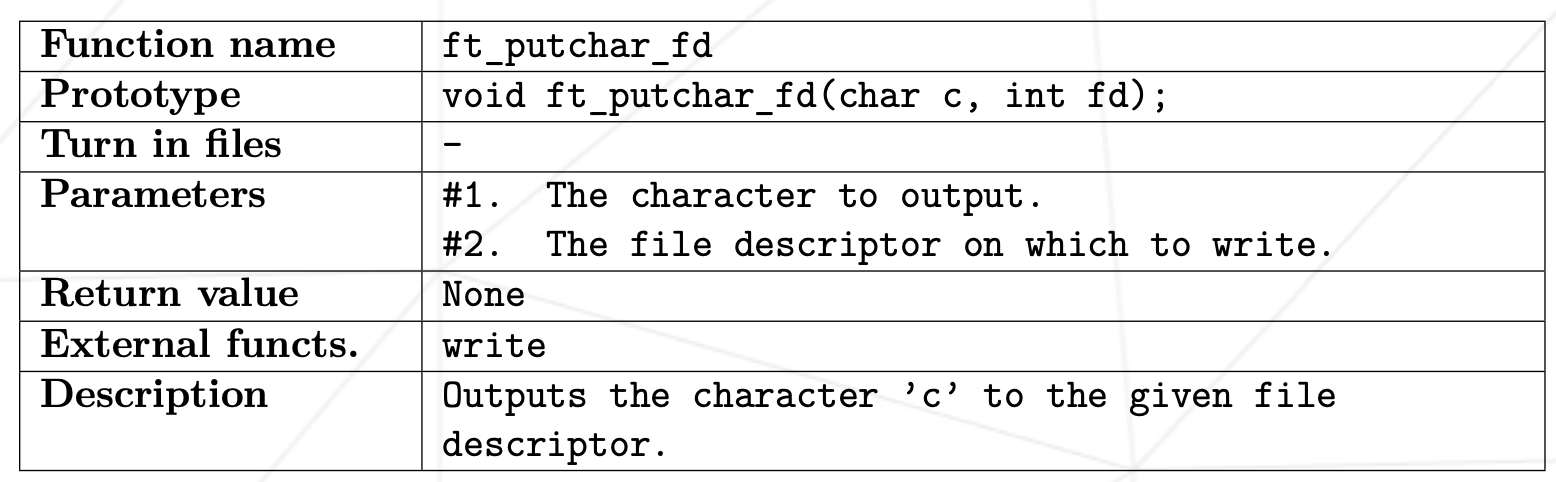 Function name ft_putchar_fd
Prototype void ft_putchar_fd(char c, int fd);
Turn in files -
Parameters #1. The character to output.
#2. The file descriptor on which to write.
Return value None
External functs. write
Description Outputs the character ’c’ to the given file
descriptor.